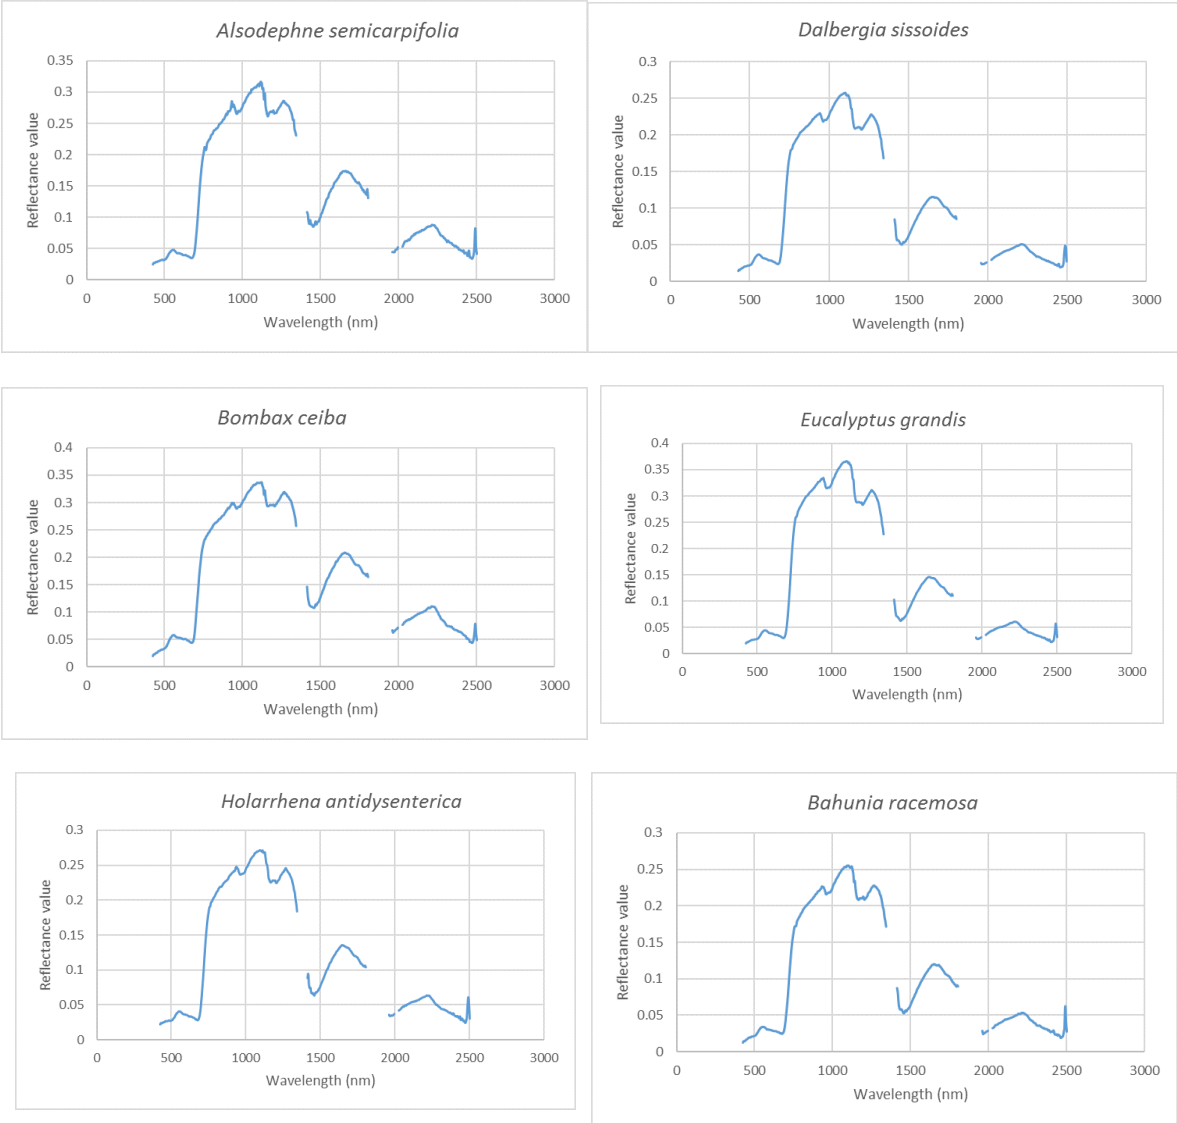 Alsodephne semicarpifolia
Reflectance value
0.35
0.3
0.25
0.2
0.15
0.1
0.05
0
0 500 1000 1500 2000 2500 3000
Wavelength (nm)
Dalbergia sissoides
Reflectance value
0.3
0.25
0.2
0.15
0.1
0.05
0
0 500 1000 1500 2000 2500 3000
Wavelength (nm)
Bombax ceiba
Reflectance value
0.4
0.35
0.3
0.25
0.2
0.15
0.1
0.05
0
0 500 1000 1500 2000 2500 3000
Wavelength (nm)
Eucalyptus grandis
Reflectance value
0.4
0.35
0.3
0.25
0.2
0.15
0.1
0.05
0
0 500 1000 1500 2000 2500 3000
Wavelength (nm)
Holarrhena antidysenterica
Reflectance value
0.3
0.25
0.2
0.15
0.1
0.05
0
0 500 1000 1500 2000 2500 3000
Wavelength (nm)
Bahunia racemosa
Reflectance value
0.3
0.25
0.2
0.15
0.1
0.05
0
0 500 1000 1500 2000 2500 3000
Wavelength (nm)